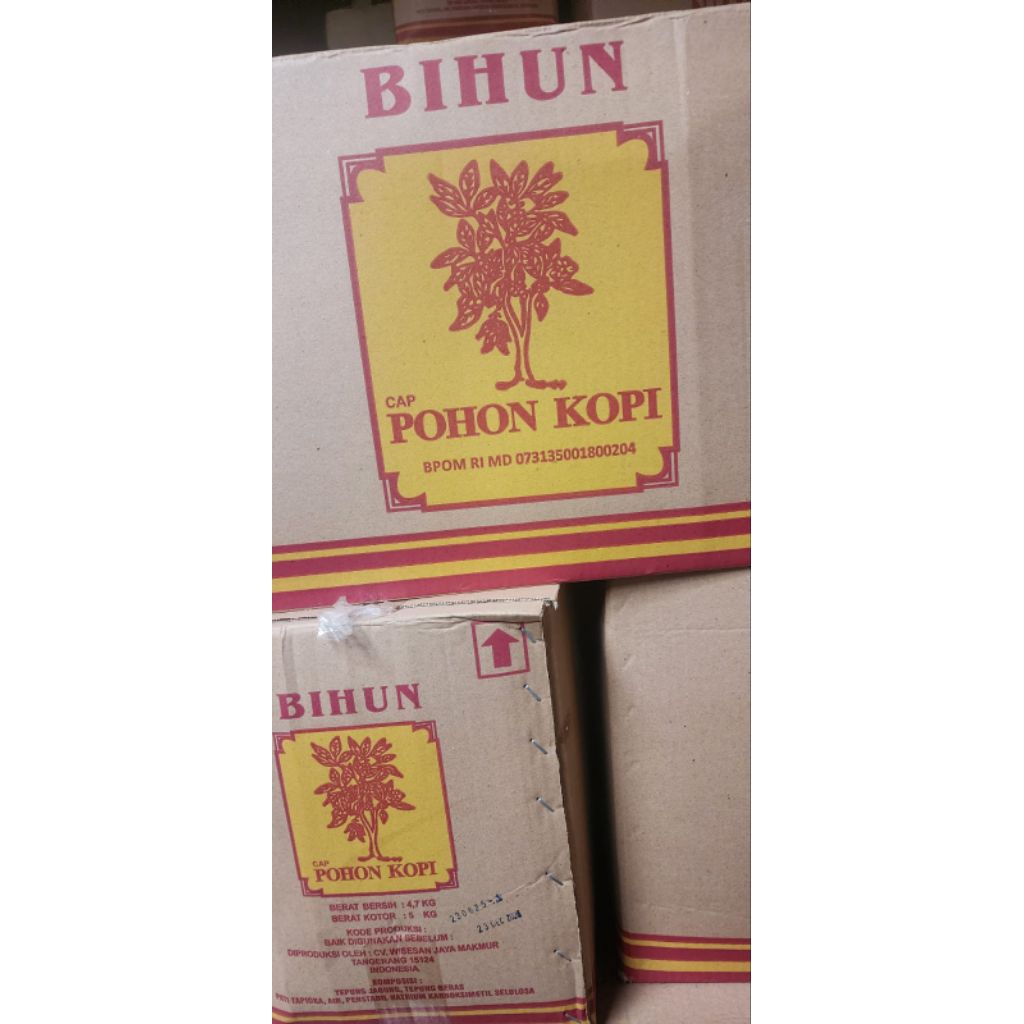 BIHUN
CAP
POHON KOPI
BPOM RI MD 073135001800204
BIHUN
CAP
POHON KOPI
BERAT BERSIH : 4,7 KG
BERAT KOTOR : 5 KG
KODE PRODUKSI :
BAIK DIGUNAKAN SEBELUM :
DIPRODUKSI OLEH : CV. WISESAN JAYA MAKMUR
TANGERANG 15124
INDONESIA
KOMPOSISI :
TEPUNG JAGUNG, TEPUNG BERAS
PATI TAPIOKA, AIR, PENSTABIL NATRIUM KARBOKSIMETIL SELULOSA